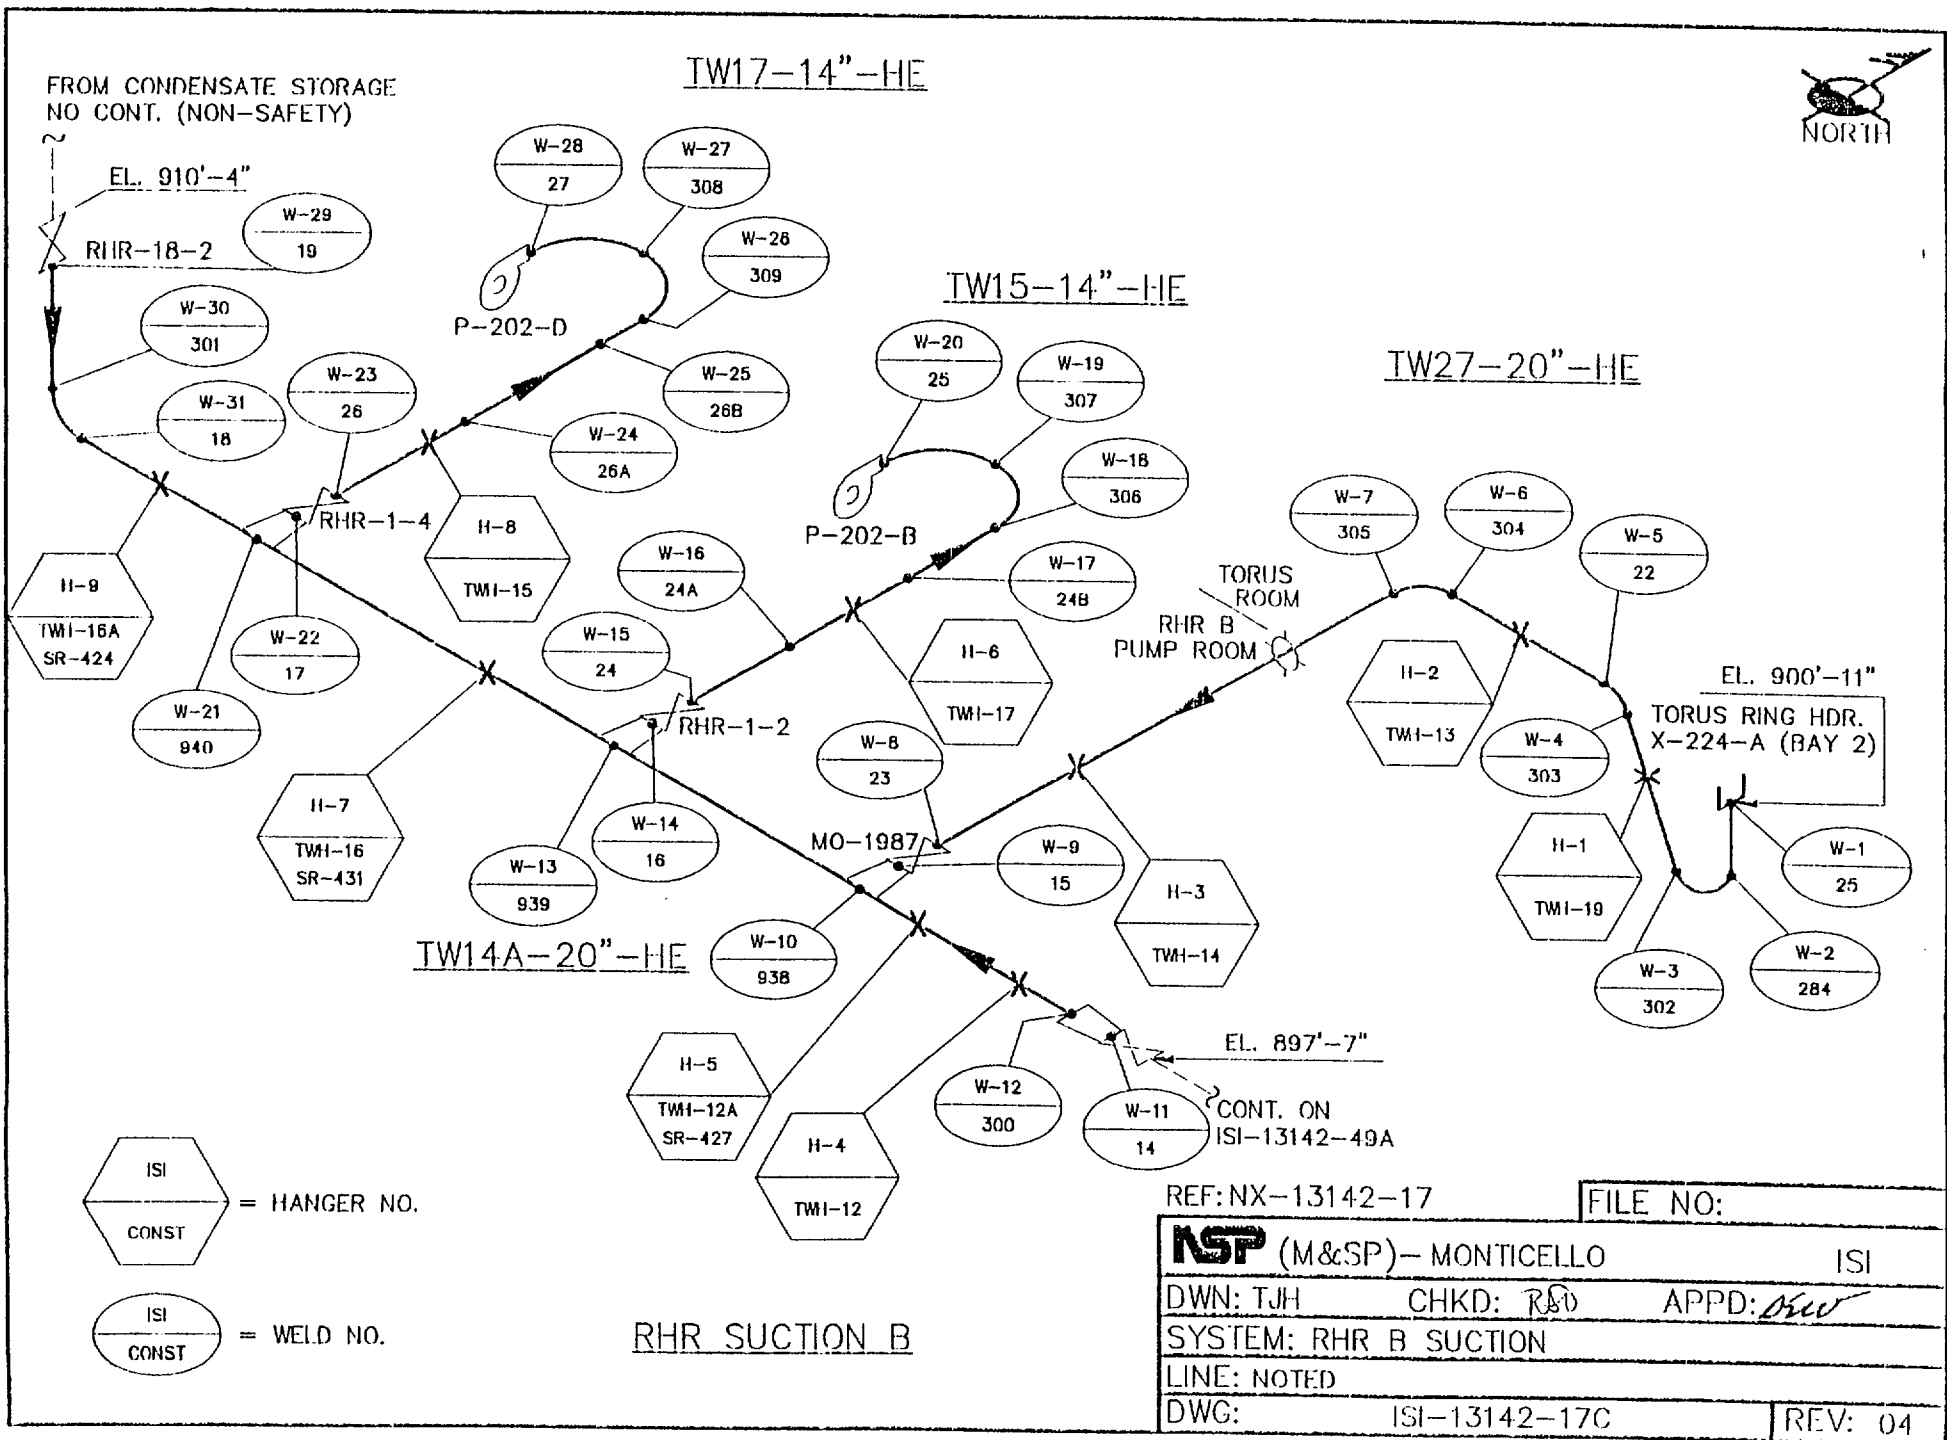 TW17-14"-HE
FROM CONDENSATE STORAGE
NO CONT. (NON-SAFETY)
NORTH
EL. 910'-4"
RHR-18-2
W-29
19
W-28
27
W-27
308
W-26
309
P-202-D
W-30
301
W-31
18
W-23
26
W-25
26B
W-24
26A
RHR-1-4
H-8
TWH-15
H-9
TWH-16A
SR-424
W-22
17
W-21
940
TW15-14"-HE
W-20
25
W-19
307
W-18
306
P-202-B
W-17
24B
W-16
24A
W-15
24
RHR-1-2
H-6
TWH-17
H-7
TWH-16
SR-431
W-14
16
W-13
939
TW27-20"-HE
W-7
305
W-6
304
W-5
22
TORUS
ROOM
RHR B
PUMP ROOM
H-2
TWH-13
EL. 900'-11"
TORUS RING HDR.
X-224-A (BAY 2)
W-4
303
H-1
TWH-19
W-1
25
W-2
284
W-3
302
W-8
23
MO-1987
W-9
15
H-3
TWH-14
W-10
938
TW14A-20"-HE
H-5
TWH-12A
SR-427
H-4
TWH-12
W-12
300
W-11
14
EL. 897'-7"
CONT. ON
ISI-13142-49A
ISI
CONST
= HANGER NO.
ISI
CONST
= WELD NO.
RHR SUCTION B
REF: NX-13142-17
FILE NO:
NSP (M&SP)- MONTICELLO ISI
DWN: TJH CHKD: APPD:
SYSTEM: RHR B SUCTION
LINE: NOTED
DWG: ISI-13142-17C REV: 04